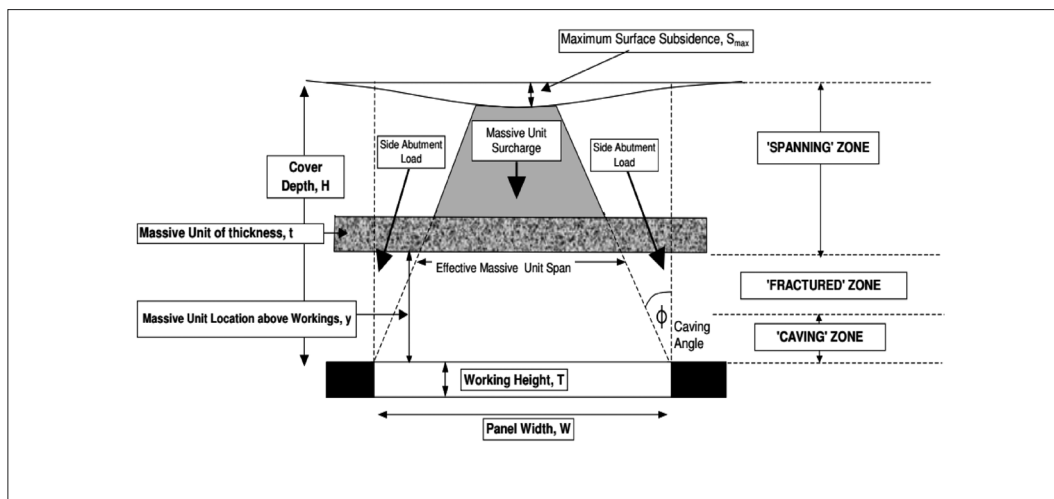 Maximum Surface Subsidence, Smax
Side Abutment
Load
Massive Unit
Surcharge
Side Abutment
Load
'SPANNING' ZONE
Cover
Depth, H
Massive Unit of thickness, t
Effective Massive Unit Span
'FRACTURED' ZONE
Massive Unit Location above Workings, y
ϕ
Caving
Angle
'CAVING' ZONE
Working Height, T
Panel Width, W